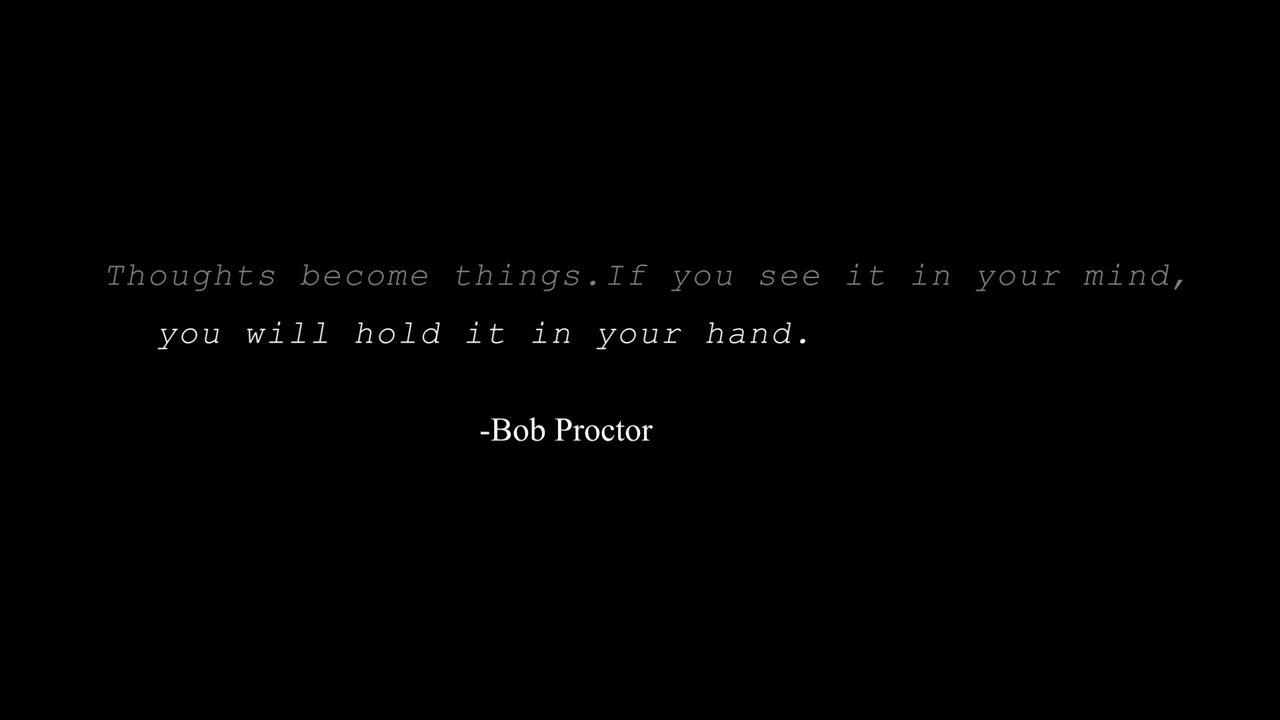 Thoughts become things.If you see it in your mind,
you will hold it in your hand.
-Bob Proctor